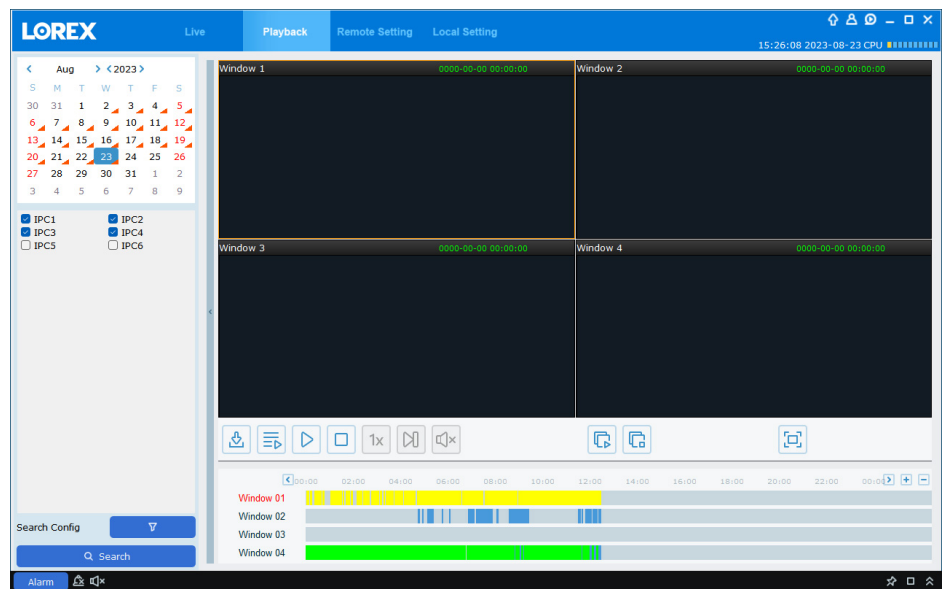 LOREX
Live Playback Remote Setting Local Setting
15:26:08 2023-08-23 CPU
Aug 2023
S M T W T F S
30 31 1 2 3 4 5
6 7 8 9 10 11 12
13 14 15 16 17 18 19
20 21 22 23 24 25 26
27 28 29 30 31 1 2
3 4 5 6 7 8 9
IPC1 IPC2
IPC3 IPC4
IPC5 IPC6
Search Config
Search
Window 1 0000-00-00 00:00:00 Window 2 0000-00-00 00:00:00
Window 3 0000-00-00 00:00:00 Window 4 0000-00-00 00:00:00
1x
00:00 02:00 04:00 06:00 08:00 10:00 12:00 14:00 16:00 18:00 20:00 22:00
Window 01
Window 02
Window 03
Window 04
Alarm